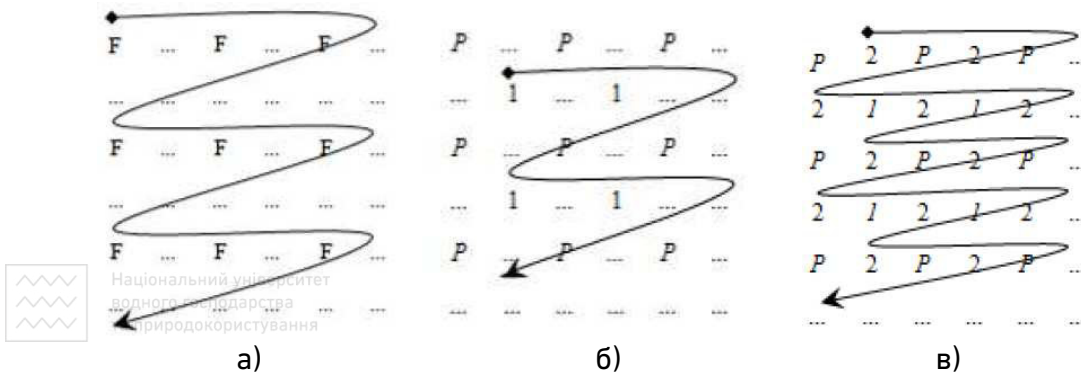 F ... F ... F ...
... ... ... ... ... ...
F ... F ... F ...
... ... ... ... ... ...
F ... F ... F ...
... ... ... ... ... ...
а)
P ... P ... P ...
... 1 ... 1 ... ...
P ... P ... P ...
... 1 ... 1 ... ...
P ... P ... P ...
... ... ... ... ... ...
б)
P 2 P 2 P ...
2 1 2 1 2 ...
P 2 P 2 P ...
2 1 2 1 2 ...
P 2 P 2 P ...
... ... ... ... ... ...
в)
Національний університет
водного господарства
та природокористування